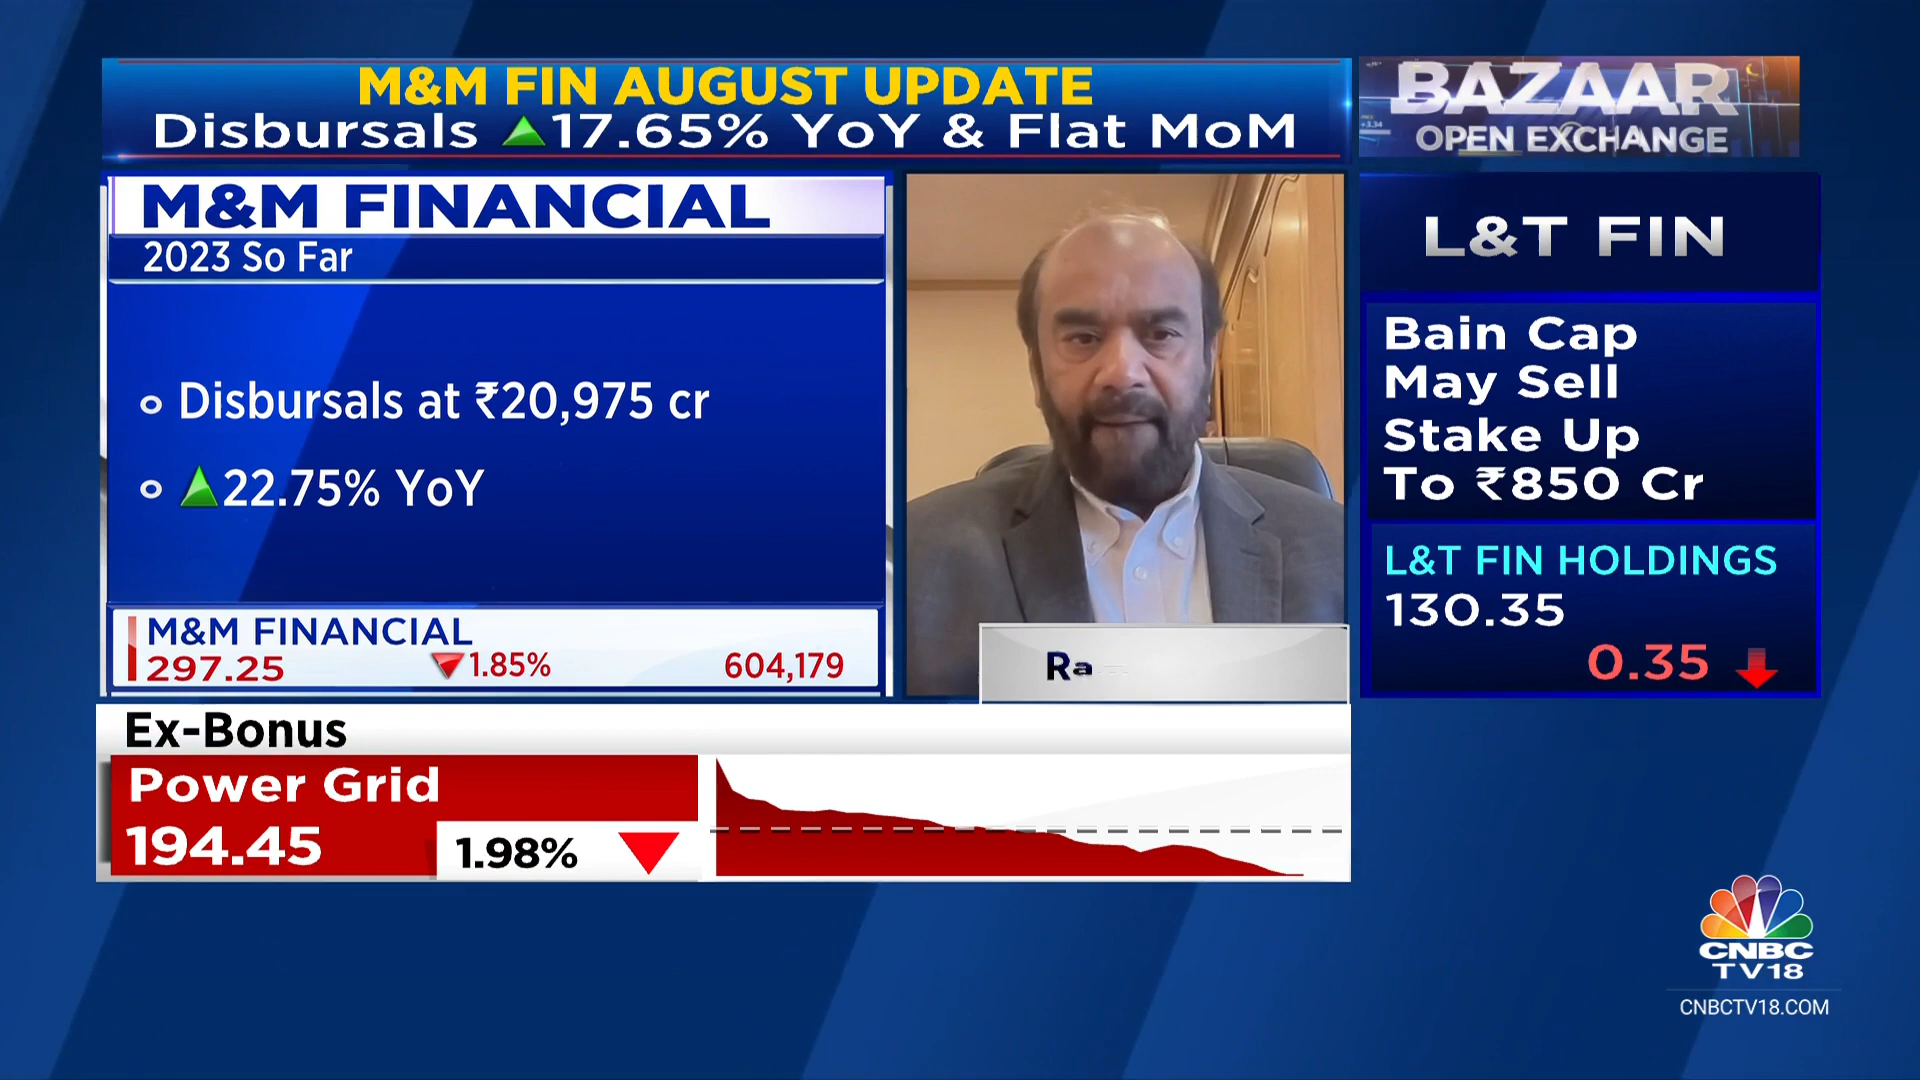 M&M FIN AUGUST UPDATE
Disbursals ▲17.65% YoY & Flat MoM
BAZAAR
OPEN EXCHANGE
M&M FINANCIAL
2023 So Far
Disbursals at ₹20,975 cr
▲22.75% YoY
M&M FINANCIAL
297.25 ▼1.85% 604,179
Ra
L&T FIN
Bain Cap
May Sell
Stake Up
To ₹850 Cr
L&T FIN HOLDINGS
130.35
0.35
Ex-Bonus
Power Grid
194.45
1.98%
CNBC
TV18
CNBCTV18.COM